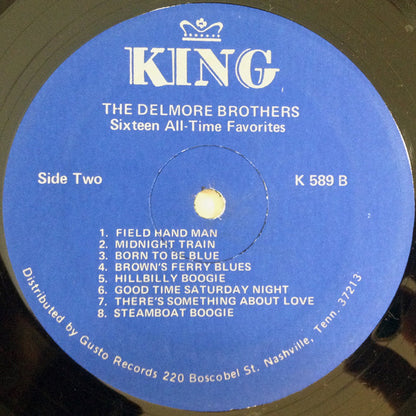 KING
THE DELMORE BROTHERS
Sixteen All-Time Favorites
Side Two
K 589 B
1. FIELD HAND MAN
2. MIDNIGHT TRAIN
3. BORN TO BE BLUE
4. BROWN'S FERRY BLUES
5. HILLBILLY BOOGIE
6. GOOD TIME SATURDAY NIGHT
7. THERE'S SOMETHING ABOUT LOVE
8. STEAMBOAT BOOGIE
Distributed by Gusto Records 220 Boscobel St. Nashville, Tenn. 37213